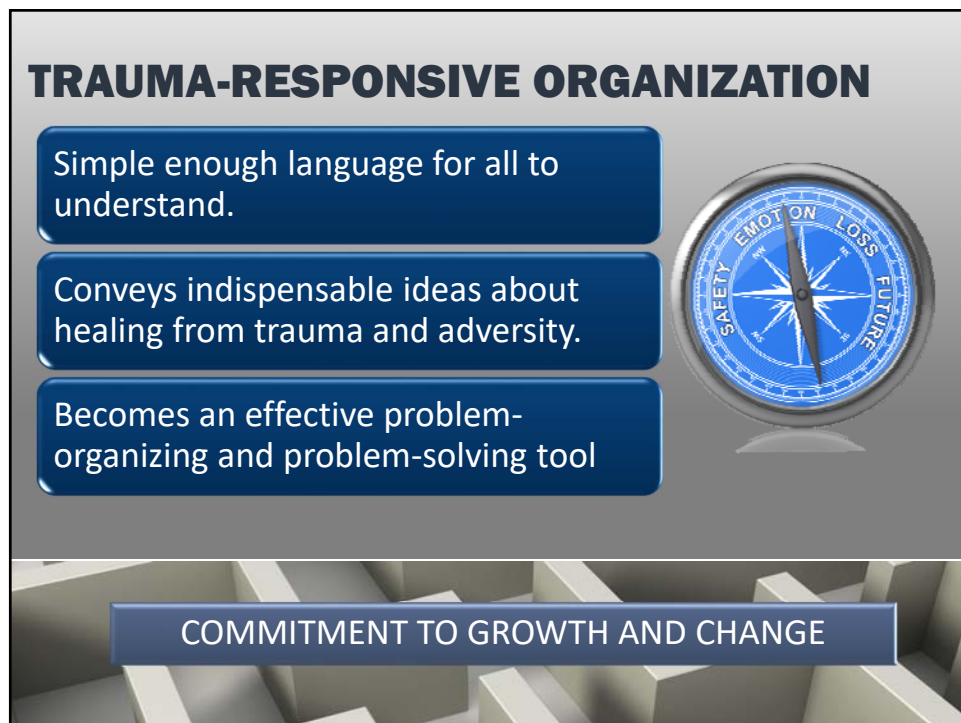 TRAUMA-RESPONSIVE ORGANIZATION
Simple enough language for all to
understand.
Conveys indispensable ideas about
healing from trauma and adversity.
Becomes an effective problem-
organizing and problem-solving tool
SAFETY EMOTION LOSS FUTURE
COMMITMENT TO GROWTH AND CHANGE